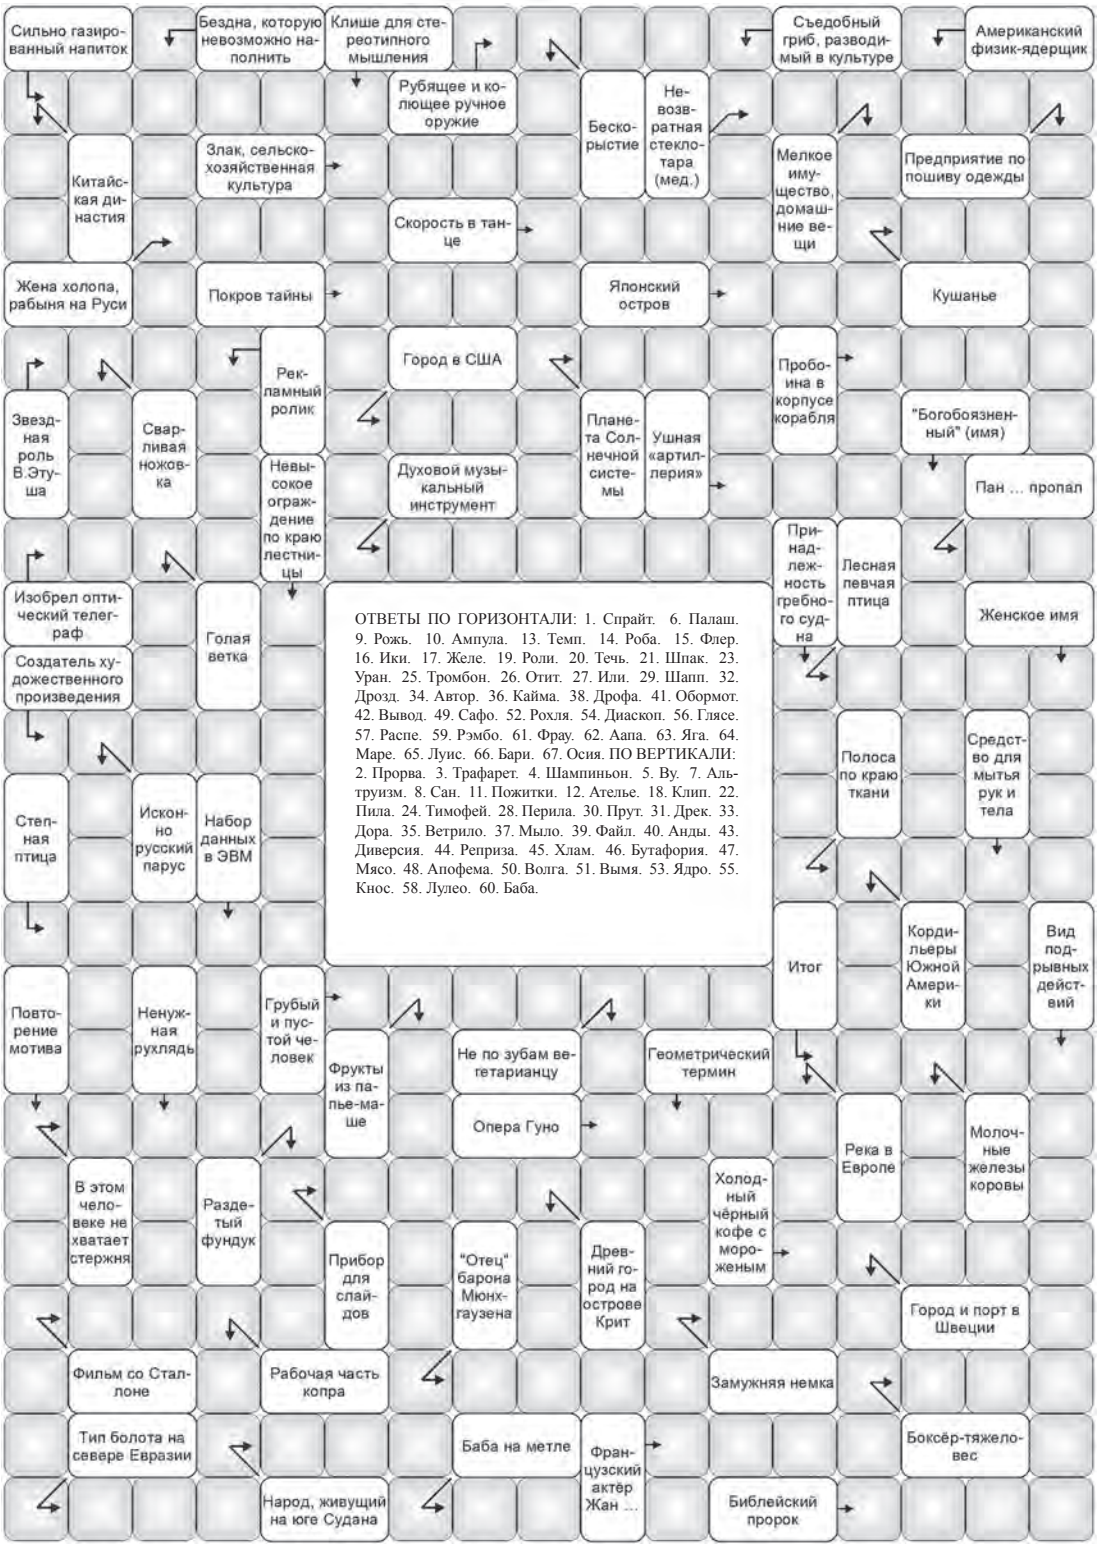 Сильно газиро-
ванный напиток
Бездна, которую
невозможно на-
полнить
Клише для сте-
реотипного
мышления
Съедобный
гриб, разводи-
мый в культуре
Американский
физик-ядерщик
Рубящее и ко-
лющее ручное
оружие
Беско-
рыстие
Не-
возв-
ратная
стекло-
тара
(мед.)
Китайс-
кая ди-
настия
Злак, сельско-
хозяйственная
культура
Мелкое
иму-
щество,
домаш-
ние ве-
щи
Предприятие по
пошиву одежды
Скорость в тан-
це
Жена холопа,
рабыня на Руси
Покров тайны
Японский
остров
Кушанье
Рек-
ламный
ролик
Город в США
Пробо-
ина в
корпусе
корабля
Звезд-
ная
роль
В.Эту-
ша
Свар-
ливая
ножов-
ка
Плане-
та Сол-
нечной
систе-
мы
Ушная
«артил-
лерия»
"Богобоязнен-
ный" (имя)
Невы-
сокое
ограж-
дение
по краю
лестни-
цы
Духовой музы-
кальный
инструмент
Пан ... пропал
При-
над-
леж-
ность
гребно-
го суд-
на
Лесная
певчая
птица
Изобрел опти-
ческий телег-
раф
Голая
ветка
Женское имя
Создатель ху-
дожественного
произведения
ОТВЕТЫ ПО ГОРИЗОНТАЛИ: 1. Спрайт. 6. Палаш.
9. Рожь. 10. Ампула. 13. Темп. 14. Роба. 15. Флер.
16. Ики. 17. Желе. 19. Роли. 20. Течь. 21. Шпак. 23.
Уран. 25. Тромбон. 26. Отит. 27. Или. 29. Шапп. 32.
Дрозд. 34. Автор. 36. Кайма. 38. Дрофа. 41. Обормот.
42. Вывод. 49. Сафо. 52. Рохля. 54. Диаскоп. 56. Глясе.
57. Распе. 59. Рэмбо. 61. Фрау. 62. Аапа. 63. Яга. 64.
Маре. 65. Луис. 66. Бари. 67. Осия. ПО ВЕРТИКАЛИ:
2. Прорва. 3. Трафарет. 4. Шампиньон. 5. Ву. 7. Аль-
труизм. 8. Сан. 11. Пожитки. 12. Ателье. 18. Клип. 22.
Пила. 24. Тимофей. 28. Перила. 30. Прут. 31. Дрек. 33.
Дора. 35. Ветрило. 37. Мыло. 39. Файл. 40. Анды. 43.
Диверсия. 44. Реприза. 45. Хлам. 46. Бутафория. 47.
Мясо. 48. Апофема. 50. Волга. 51. Вымя. 53. Ядро. 55.
Кнос. 58. Лулео. 60. Баба.
Полоса
по краю
ткани
Средст-
во для
мытья
рук и
тела
Степ-
ная
птица
Искон-
но
русский
парус
Набор
данных
в ЭВМ
Итог
Корди-
льеры
Южной
Амери-
ки
Вид
под-
рывных
дейст-
вий
Повто-
рение
мотива
Ненуж-
ная
рухлядь
Грубый
и пус-
той че-
ловек
Фрукты
из па-
пье-ма-
ше
Не по зубам ве-
гетарианцу
Геометрический
термин
Опера Гуно
Река в
Европе
Молоч-
ные
железы
коровы
В этом
чело-
веке не
хватает
стержня
Разде-
тый
фундук
Холод-
ный
чёрный
кофе с
моро-
женым
Прибор
для
слай-
дов
"Отец"
барона
Мюнх-
гаузена
Древ-
ний го-
род на
острове
Крит
Город и порт в
Швеции
Фильм со Стал-
лоне
Рабочая часть
копра
Замужняя немка
Тип болота на
севере Евразии
Баба на метле
Фран-
цузский
актёр
Жан ...
Боксёр-тяжело-
вес
Народ, живущий
на юге Судана
Библейский
пророк